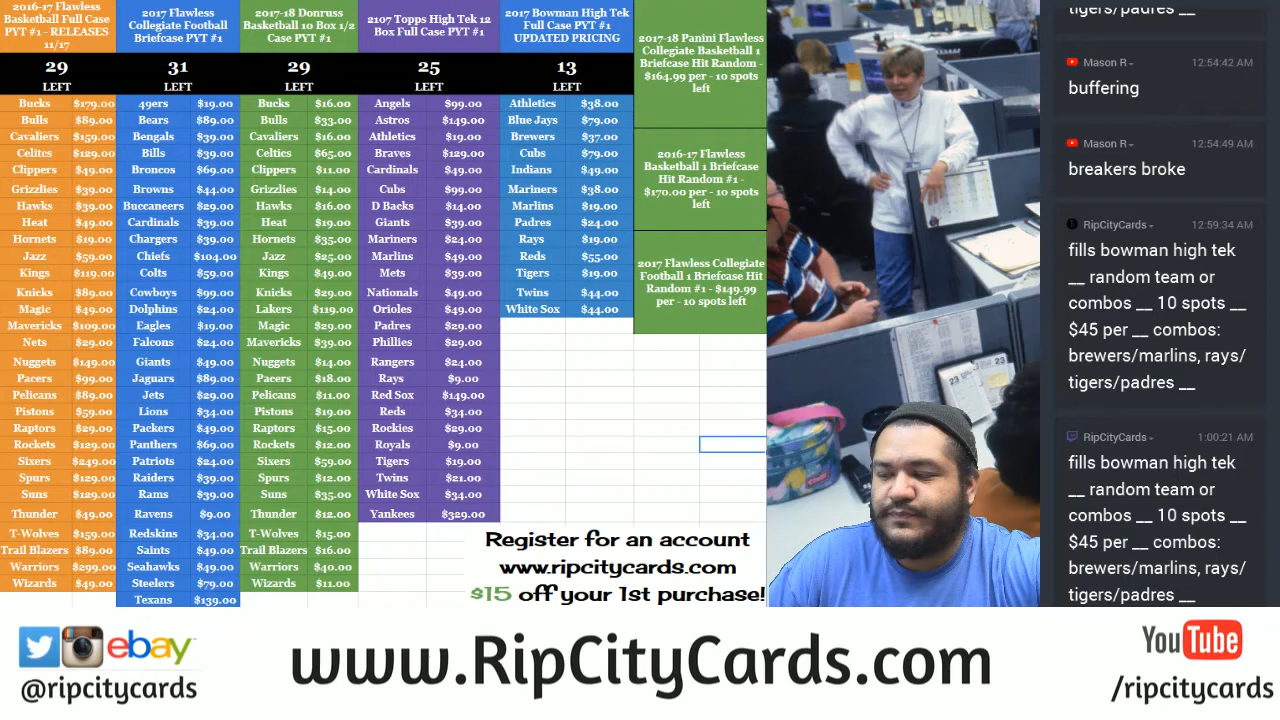 2016-17 Flawless
Basketball Full Case
PYT #1 - RELEASES
11/17
29
LEFT
Bucks $179.00
Bulls $89.00
Cavaliers $159.00
Celitcs $129.00
Clippers $49.00
Grizzlies $39.00
Hawks $39.00
Heat $49.00
Hornets $19.00
Jazz $59.00
Kings $119.00
Knicks $89.00
Magic $49.00
Mavericks $109.00
Nets $29.00
Nuggets $149.00
Pacers $99.00
Pelicans $89.00
Pistons $59.00
Raptors $29.00
Rockets $129.00
Sixers $249.00
Spurs $129.00
Suns $129.00
Thunder $49.00
T-Wolves $159.00
Trail Blazers $89.00
Warriors $299.00
Wizards $49.00
2017 Flawless
Collegiate Football
Briefcase PYT #1
31
LEFT
49ers $19.00
Bears $89.00
Bengals $39.00
Bills $39.00
Broncos $69.00
Browns $44.00
Buccaneers $29.00
Cardinals $39.00
Chargers $39.00
Chiefs $104.00
Colts $59.00
Cowboys $99.00
Dolphins $24.00
Eagles $19.00
Falcons $24.00
Giants $49.00
Jaguars $89.00
Jets $29.00
Lions $34.00
Packers $49.00
Panthers $69.00
Patriots $24.00
Raiders $39.00
Rams $39.00
Ravens $9.00
Redskins $34.00
Saints $49.00
Seahawks $49.00
Steelers $79.00
Texans $139.00
2017-18 Donruss
Basketball 10 Box 1/2
Case PYT #1
29
LEFT
Bucks $16.00
Bulls $33.00
Cavaliers $16.00
Celtics $65.00
Clippers $11.00
Grizzlies $14.00
Hawks $16.00
Heat $19.00
Hornets $35.00
Jazz $25.00
Kings $49.00
Knicks $29.00
Lakers $119.00
Magic $29.00
Mavericks $39.00
Nuggets $14.00
Pacers $18.00
Pelicans $11.00
Pistons $19.00
Raptors $15.00
Rockets $12.00
Sixers $59.00
Spurs $12.00
Suns $35.00
Thunder $12.00
T-Wolves $15.00
Trail Blazers $16.00
Warriors $40.00
Wizards $11.00
2107 Topps High Tek 12
Box Full Case PYT #1
25
LEFT
Angels $99.00
Astros $149.00
Athletics $19.00
Braves $129.00
Cardinals $49.00
Cubs $99.00
D Backs $14.00
Giants $39.00
Mariners $24.00
Marlins $49.00
Mets $39.00
Nationals $49.00
Orioles $49.00
Padres $29.00
Phillies $29.00
Rangers $24.00
Rays $9.00
Red Sox $149.00
Reds $34.00
Rockies $29.00
Royals $9.00
Tigers $19.00
Twins $21.00
White Sox $34.00
Yankees $329.00
2017 Bowman High Tek
Full Case PYT #1
UPDATED PRICING
13
LEFT
Athletics $38.00
Blue Jays $79.00
Brewers $37.00
Cubs $79.00
Indians $49.00
Mariners $38.00
Marlins $19.00
Padres $24.00
Rays $19.00
Reds $55.00
Tigers $19.00
Twins $44.00
White Sox $44.00
2017-18 Panini Flawless
Collegiate Basketball 1
Briefcase Hit Random -
$164.99 per - 10 spots
left
2016-17 Flawless
Basketball 1 Briefcase
Hit Random #1 -
$170.00 per - 10 spots
left
2017 Flawless Collegiate
Football 1 Briefcase Hit
Random #1 - $149.99
per - 10 spots left
Register for an account
www.ripcitycards.com
$15 off your 1st purchase!
23
23
tigers/padres __
Mason R 12:54:42 AM
buffering
Mason R 12:54:49 AM
breakers broke
RipCityCards 12:59:34 AM
fills bowman high tek
__ random team or
combos __ 10 spots __
$45 per __ combos:
brewers/marlins, rays/
tigers/padres __
RipCityCards 1:00:21 AM
fills bowman high tek
__ random team or
combos __ 10 spots __
$45 per __ combos:
brewers/marlins, rays/
tigers/padres __
ebay
@ripcitycards
www.RipCityCards.com
YouTube
/ripcitycards